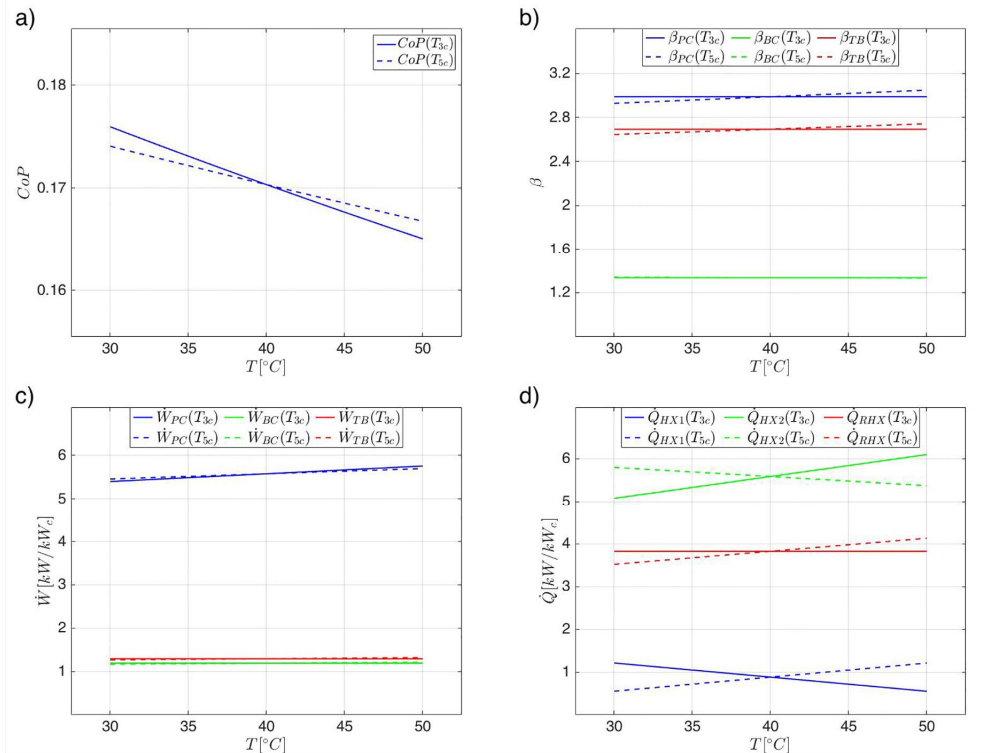 a)
CoP(T3c)
CoP(T5c)
0.18
0.17
0.16
CoP
30 35 40 45 50
T[°C]
b)
βPC(T3c) βBC(T3c) βTB(T3c)
βPC(T5c) βBC(T5c) βTB(T5c)
3.2
2.8
2.4
2
1.6
1.2
β
30 35 40 45 50
T[°C]
c)
ẆPC(T3c) ẆBC(T3c) ẆTB(T3c)
ẆPC(T5c) ẆBC(T5c) ẆTB(T5c)
6
5
4
3
2
1
Ẇ[kW/kWc]
30 35 40 45 50
T[°C]
d)
Q̇HX1(T3c) Q̇HX2(T3c) Q̇RHX(T3c)
Q̇HX1(T5c) Q̇HX2(T5c) Q̇RHX(T5c)
6
5
4
3
2
1
Q̇[kW/kWc]
30 35 40 45 50
T[°C]